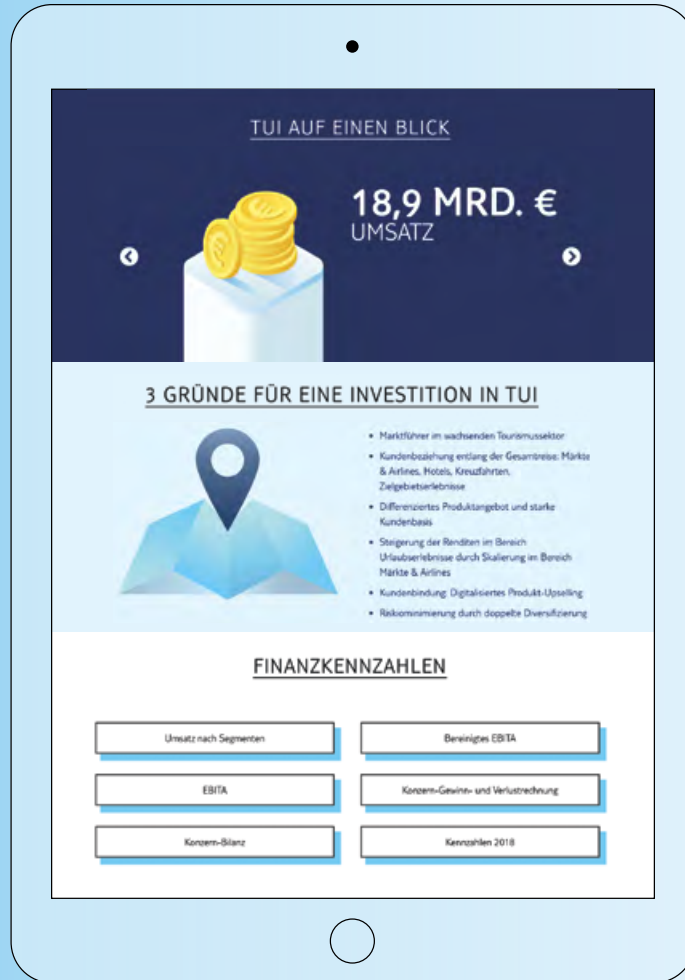 TUI AUF EINEN BLICK
18,9 MRD. €
UMSATZ
3 GRÜNDE FÜR EINE INVESTITION IN TUI
• Marktführer im wachsenden Tourismussektor
• Kundenbeziehung entlang der Gesamtreise: Märkte
& Airlines, Hotels, Kreuzfahrten,
Zielgebietserlebnisse
• Differenziertes Produktangebot und starke
Kundenbasis
• Steigerung der Renditen im Bereich
Urlaubserlebnisse durch Skalierung im Bereich
Märkte & Airlines
• Kundenbindung: Digitalisiertes Produkt-Upselling
• Risikominimierung durch doppelte Diversifizierung
FINANZKENNZAHLEN
Umsatz nach Segmenten
Bereinigtes EBITA
EBITA
Konzern-Gewinn- und Verlustrechnung
Konzern-Bilanz
Kennzahlen 2018